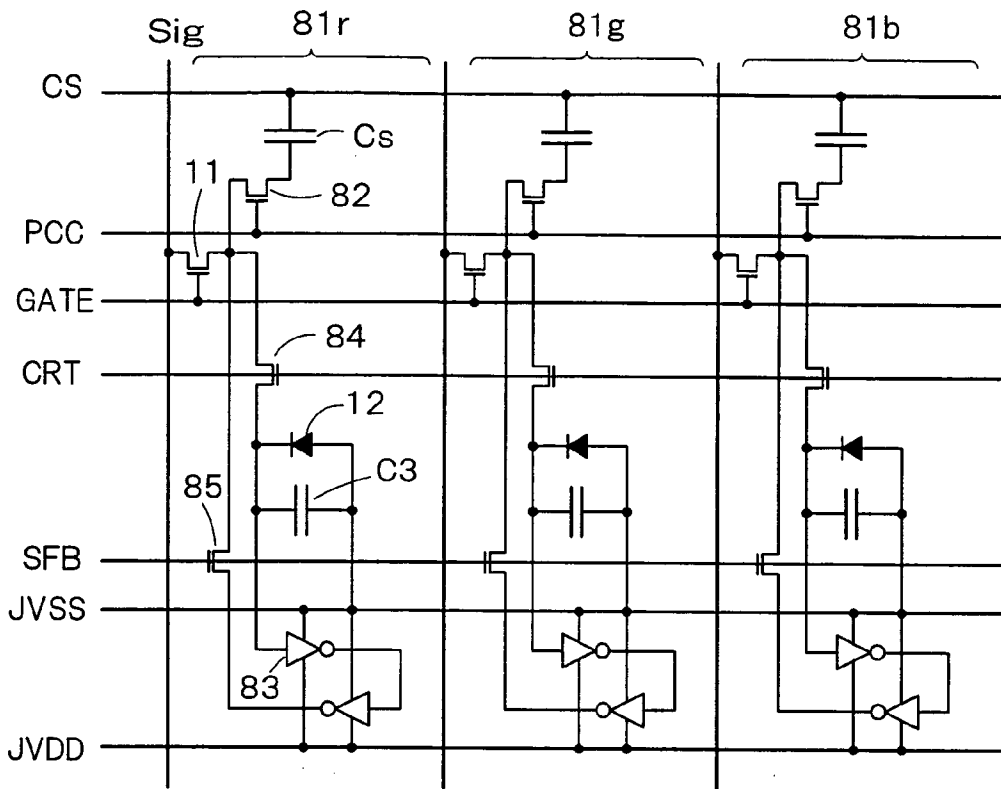 Sig 81r 81g 81b
CS
Cs
11
82
PCC
GATE
84
CRT
12
C3
85
SFB
JVSS
83
JVDD